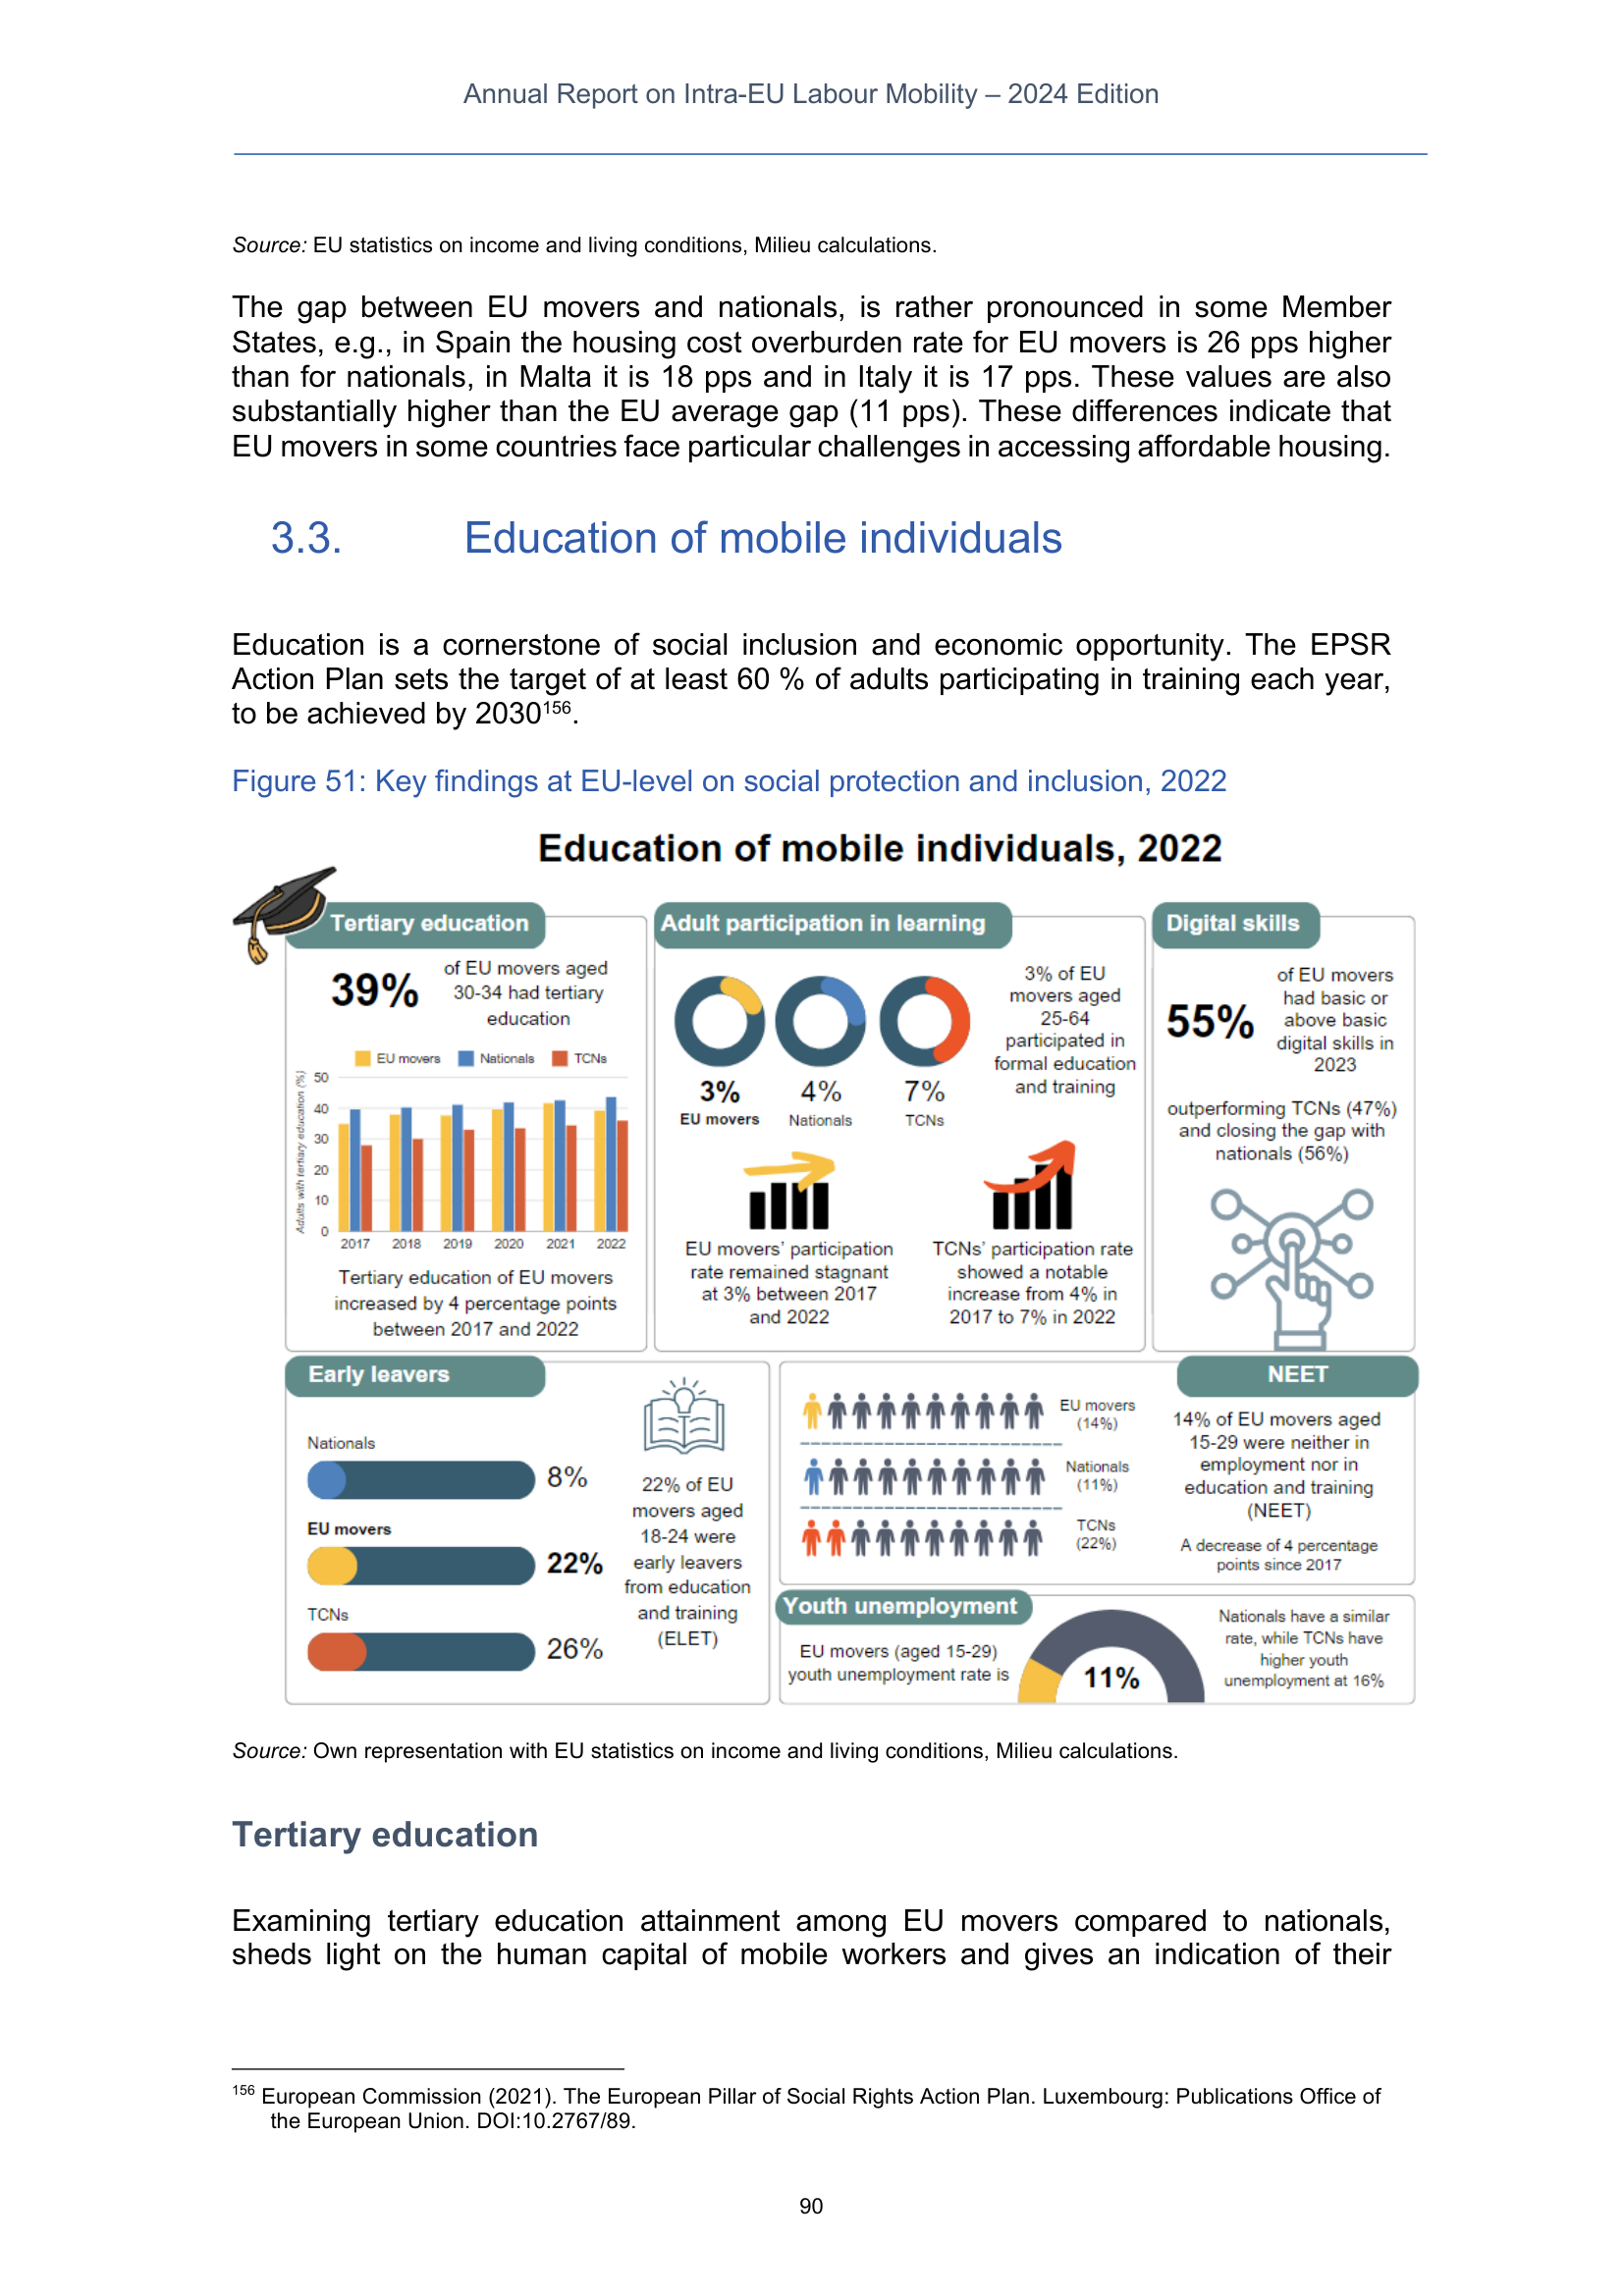 Annual Report on Intra-EU Labour Mobility – 2024 Edition
Source: EU statistics on income and living conditions, Milieu calculations.
The gap between EU movers and nationals, is rather pronounced in some Member
States, e.g., in Spain the housing cost overburden rate for EU movers is 26 pps higher
than for nationals, in Malta it is 18 pps and in Italy it is 17 pps. These values are also
substantially higher than the EU average gap (11 pps). These differences indicate that
EU movers in some countries face particular challenges in accessing affordable housing.
3.3. Education of mobile individuals
Education is a cornerstone of social inclusion and economic opportunity. The EPSR
Action Plan sets the target of at least 60 % of adults participating in training each year,
to be achieved by 2030156.
Figure 51: Key findings at EU-level on social protection and inclusion, 2022
Education of mobile individuals, 2022
Tertiary education
39%
of EU movers aged
30-34 had tertiary
education
EU movers Nationals TCNs
Adults with tertiary education (%)
50
40
30
20
10
0
2017 2018 2019 2020 2021 2022
Tertiary education of EU movers
increased by 4 percentage points
between 2017 and 2022
Adult participation in learning
3% 4% 7%
EU movers Nationals TCNs
3% of EU
movers aged
25-64
participated in
formal education
and training
EU movers' participation
rate remained stagnant
at 3% between 2017
and 2022
TCNs' participation rate
showed a notable
increase from 4% in
2017 to 7% in 2022
Digital skills
55%
of EU movers
had basic or
above basic
digital skills in
2023
outperforming TCNs (47%)
and closing the gap with
nationals (56%)
Early leavers
Nationals
8%
EU movers
22%
TCNs
26%
22% of EU
movers aged
18-24 were
early leavers
from education
and training
(ELET)
NEET
EU movers
(14%)
Nationals
(11%)
TCNs
(22%)
14% of EU movers aged
15-29 were neither in
employment nor in
education and training
(NEET)
A decrease of 4 percentage
points since 2017
Youth unemployment
EU movers (aged 15-29)
youth unemployment rate is
11%
Nationals have a similar
rate, while TCNs have
higher youth
unemployment at 16%
Source: Own representation with EU statistics on income and living conditions, Milieu calculations.
Tertiary education
Examining tertiary education attainment among EU movers compared to nationals,
sheds light on the human capital of mobile workers and gives an indication of their
156 European Commission (2021). The European Pillar of Social Rights Action Plan. Luxembourg: Publications Office of
the European Union. DOI:10.2767/89.
90